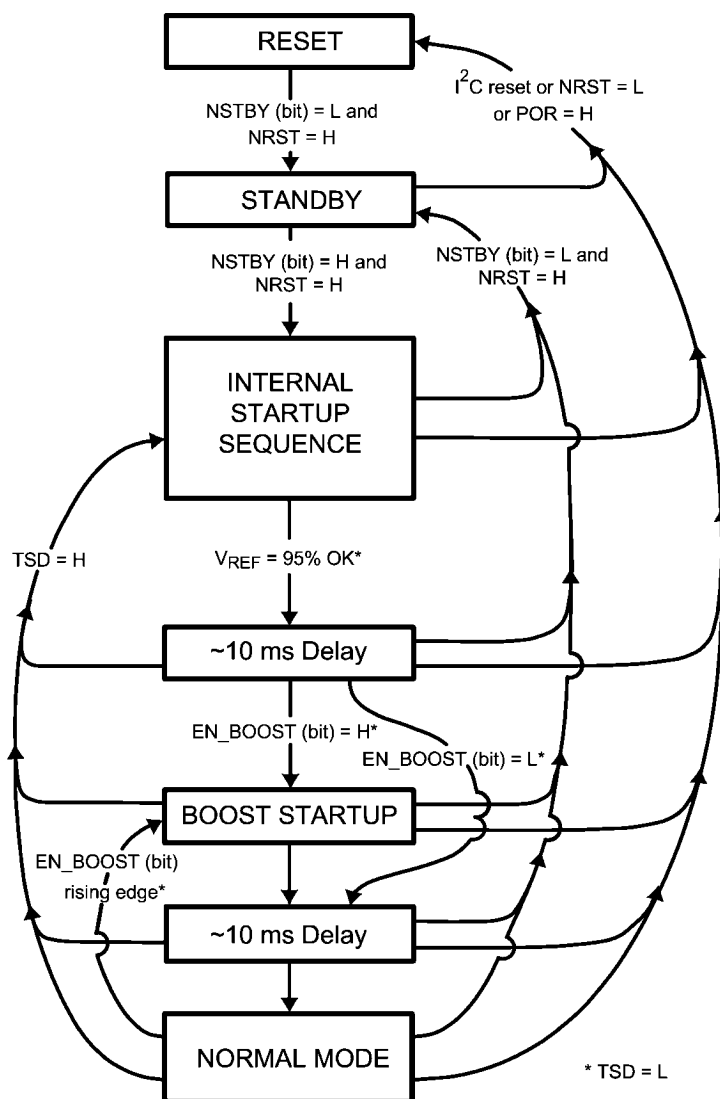 RESET
I²C reset or NRST = L
or POR = H
NSTBY (bit) = L and
NRST = H
STANDBY
NSTBY (bit) = H and
NRST = H
NSTBY (bit) = L and
NRST = H
INTERNAL
STARTUP
SEQUENCE
TSD = H
VREF = 95% OK*
~10 ms Delay
EN_BOOST (bit) = H*
EN_BOOST (bit) = L*
BOOST STARTUP
EN_BOOST (bit)
rising edge*
~10 ms Delay
NORMAL MODE
* TSD = L